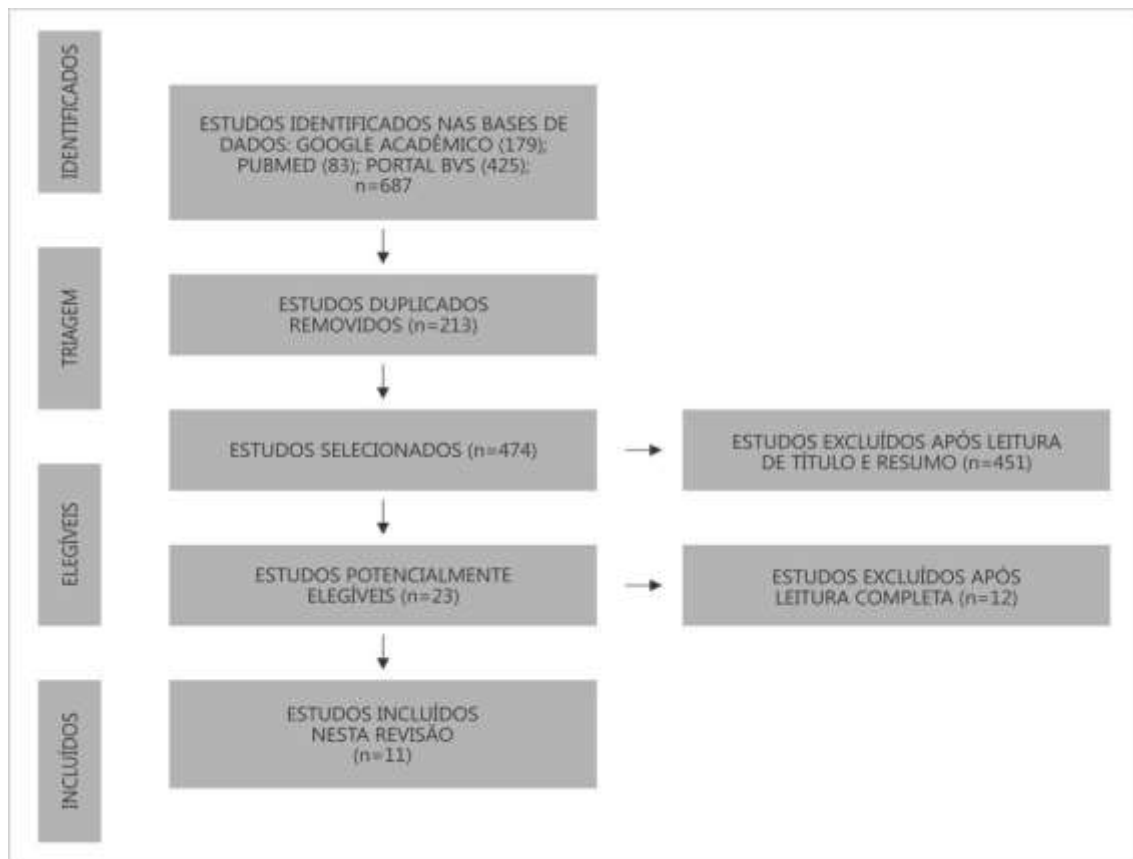 IDENTIFICADOS
ESTUDOS IDENTIFICADOS NAS BASES DE
DADOS: GOOGLE ACADÊMICO (179);
PUBMED (83); PORTAL BVS (425);
n=687
TRIAGEM
ESTUDOS DUPLICADOS
REMOVIDOS (n=213)
ESTUDOS SELECIONADOS (n=474)
ESTUDOS EXCLUÍDOS APÓS LEITURA
DE TÍTULO E RESUMO (n=451)
ELEGÍVEIS
ESTUDOS POTENCIALMENTE
ELEGÍVEIS (n=23)
ESTUDOS EXCLUÍDOS APÓS
LEITURA COMPLETA (n=12)
INCLUÍDOS
ESTUDOS INCLUÍDOS
NESTA REVISÃO
(n=11)